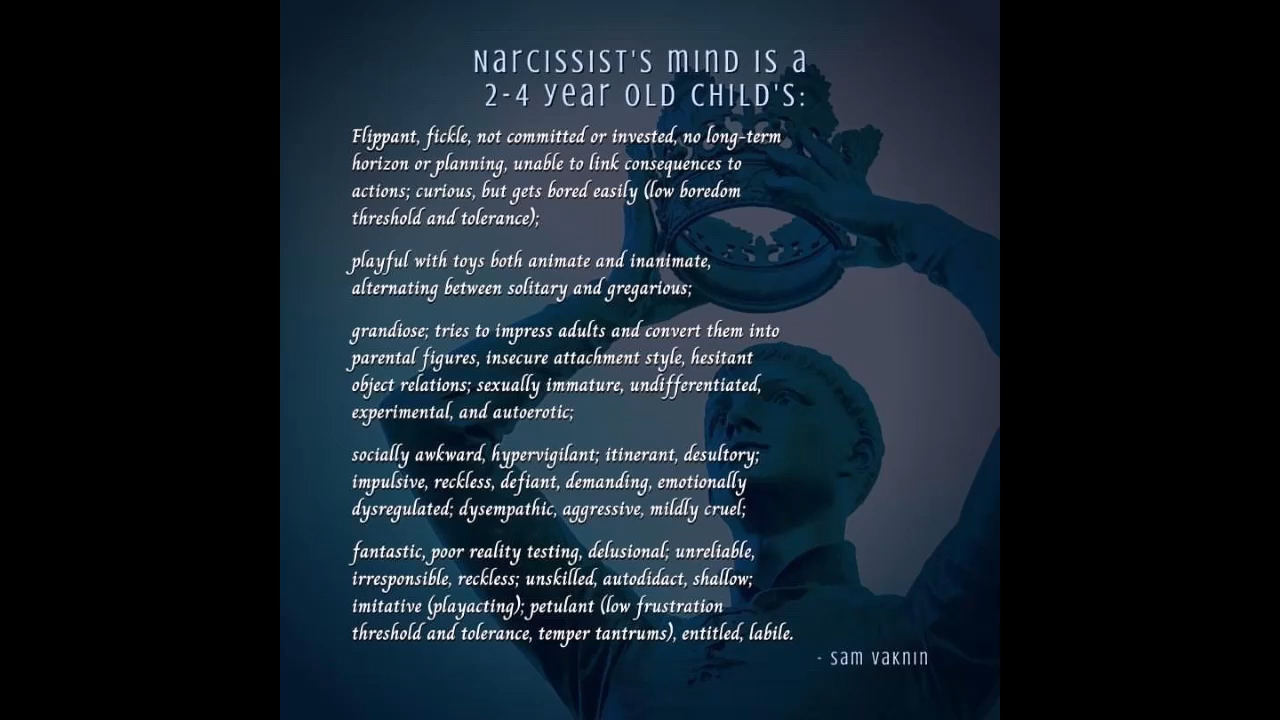 Narcissist's mind is a
2-4 year old child's:
Flippant, fickle, not committed or invested, no long-term
horizon or planning, unable to link consequences to
actions; curious, but gets bored easily (low boredom
threshold and tolerance);
playful with toys both animate and inanimate,
alternating between solitary and gregarious;
grandiose; tries to impress adults and convert them into
parental figures, insecure attachment style, hesitant
object relations; sexually immature, undifferentiated,
experimental, and autoerotic;
socially awkward, hypervigilant; itinerant, desultory;
impulsive, reckless, defiant, demanding, emotionally
dysregulated; dysempathic, aggressive, mildly cruel;
fantastic, poor reality testing, delusional; unreliable,
irresponsible, reckless; unskilled, autodidact, shallow;
imitative (playacting); petulant (low frustration
threshold and tolerance, temper tantrums), entitled, labile.
- Sam Vaknin